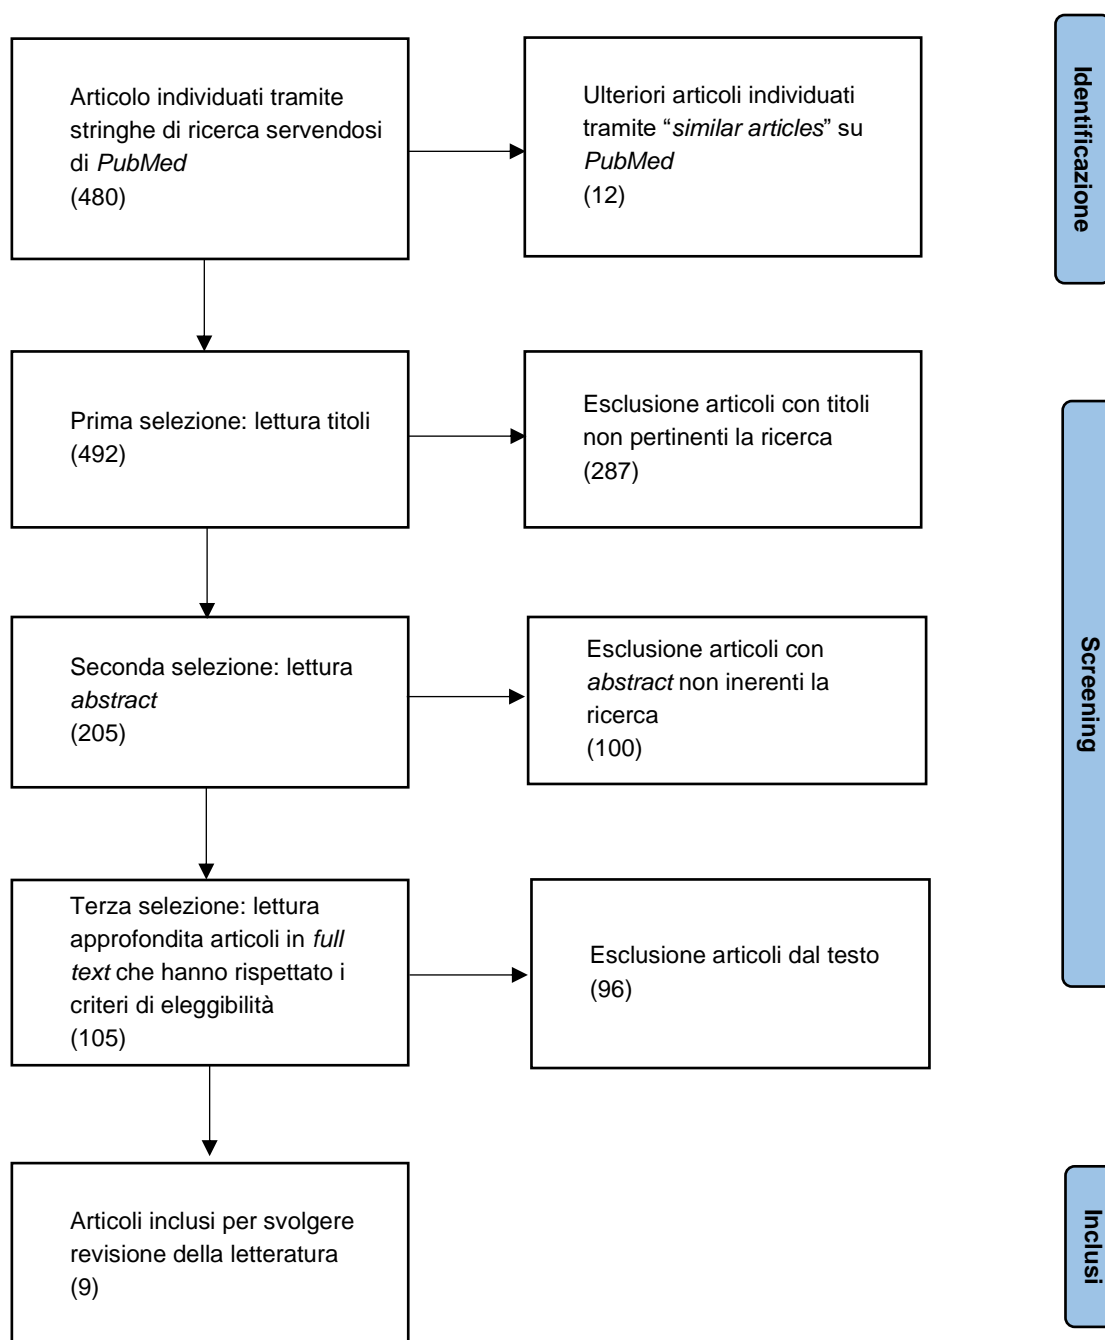 Articolo individuati tramite
stringhe di ricerca servendosi
di PubMed
(480)
Ulteriori articoli individuati
tramite “similar articles” su
PubMed
(12)
Identificazione
Prima selezione: lettura titoli
(492)
Esclusione articoli con titoli
non pertinenti la ricerca
(287)
Seconda selezione: lettura
abstract
(205)
Esclusione articoli con
abstract non inerenti la
ricerca
(100)
Screening
Terza selezione: lettura
approfondita articoli in full
text che hanno rispettato i
criteri di eleggibilità
(105)
Esclusione articoli dal testo
(96)
Articoli inclusi per svolgere
revisione della letteratura
(9)
Inclusi